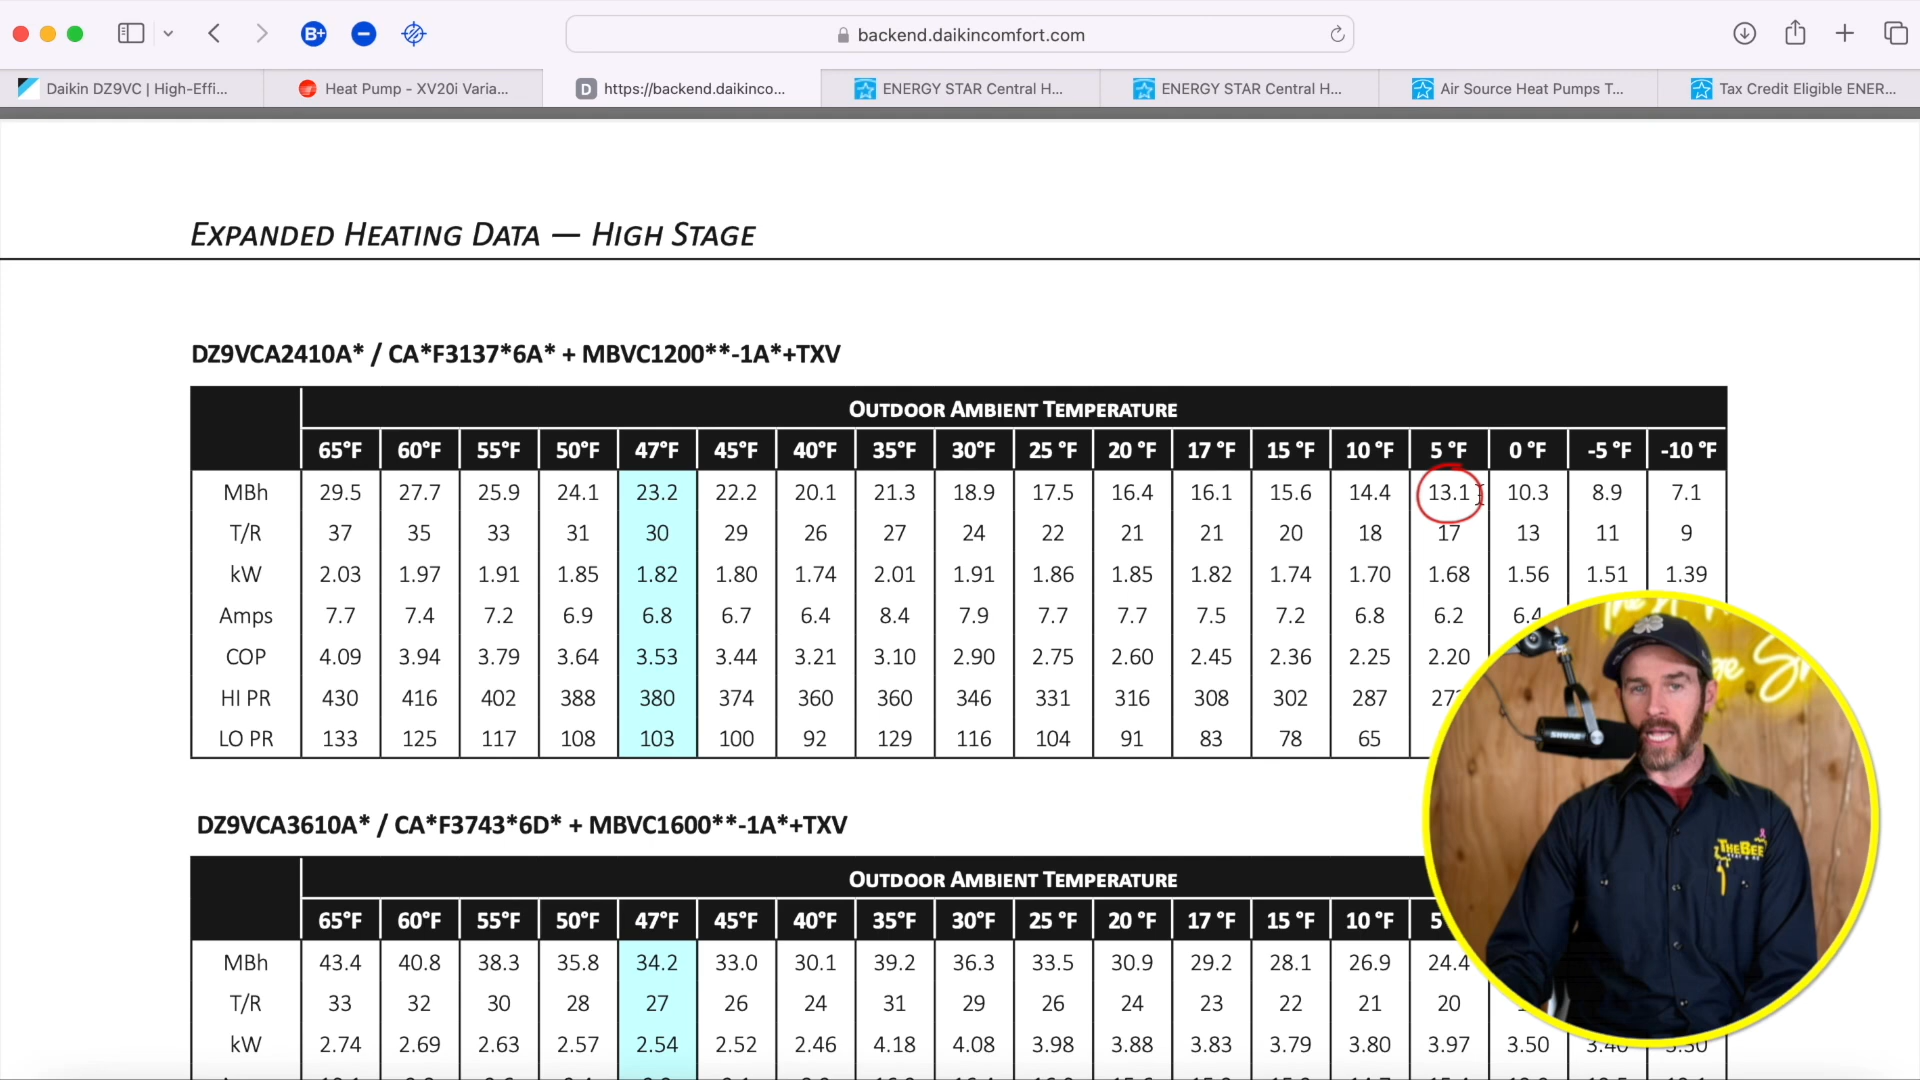 B+
backend.daikincomfort.com
Daikin DZ9VC | High-Effi...
Heat Pump - XV20i Varia...
D https://backend.daikinco...
ENERGY STAR Central H...
ENERGY STAR Central H...
Air Source Heat Pumps T...
Tax Credit Eligible ENER...
EXPANDED HEATING DATA — HIGH STAGE
DZ9VCA2410A* / CA*F3137*6A* + MBVC1200**-1A*+TXV
OUTDOOR AMBIENT TEMPERATURE
65°F 60°F 55°F 50°F 47°F 45°F 40°F 35°F 30°F 25 °F 20 °F 17 °F 15 °F 10 °F 5 °F 0 °F -5 °F -10 °F
MBh 29.5 27.7 25.9 24.1 23.2 22.2 20.1 21.3 18.9 17.5 16.4 16.1 15.6 14.4 13.1 10.3 8.9 7.1
T/R 37 35 33 31 30 29 26 27 24 22 21 21 20 18 17 13 11 9
kW 2.03 1.97 1.91 1.85 1.82 1.80 1.74 2.01 1.91 1.86 1.85 1.82 1.74 1.70 1.68 1.56 1.51 1.39
Amps 7.7 7.4 7.2 6.9 6.8 6.7 6.4 8.4 7.9 7.7 7.7 7.5 7.2 6.8 6.2 6.4
COP 4.09 3.94 3.79 3.64 3.53 3.44 3.21 3.10 2.90 2.75 2.60 2.45 2.36 2.25 2.20
HI PR 430 416 402 388 380 374 360 360 346 331 316 308 302 287
LO PR 133 125 117 108 103 100 92 129 116 104 91 83 78 65
DZ9VCA3610A* / CA*F3743*6D* + MBVC1600**-1A*+TXV
OUTDOOR AMBIENT TEMPERATURE
65°F 60°F 55°F 50°F 47°F 45°F 40°F 35°F 30°F 25 °F 20 °F 17 °F 15 °F 10 °F 5
MBh 43.4 40.8 38.3 35.8 34.2 33.0 30.1 39.2 36.3 33.5 30.9 29.2 28.1 26.9 24.4
T/R 33 32 30 28 27 26 24 31 29 26 24 23 22 21 20
kW 2.74 2.69 2.63 2.57 2.54 2.52 2.46 4.18 4.08 3.98 3.88 3.83 3.79 3.80 3.97 3.50
SHURE
THEBEE